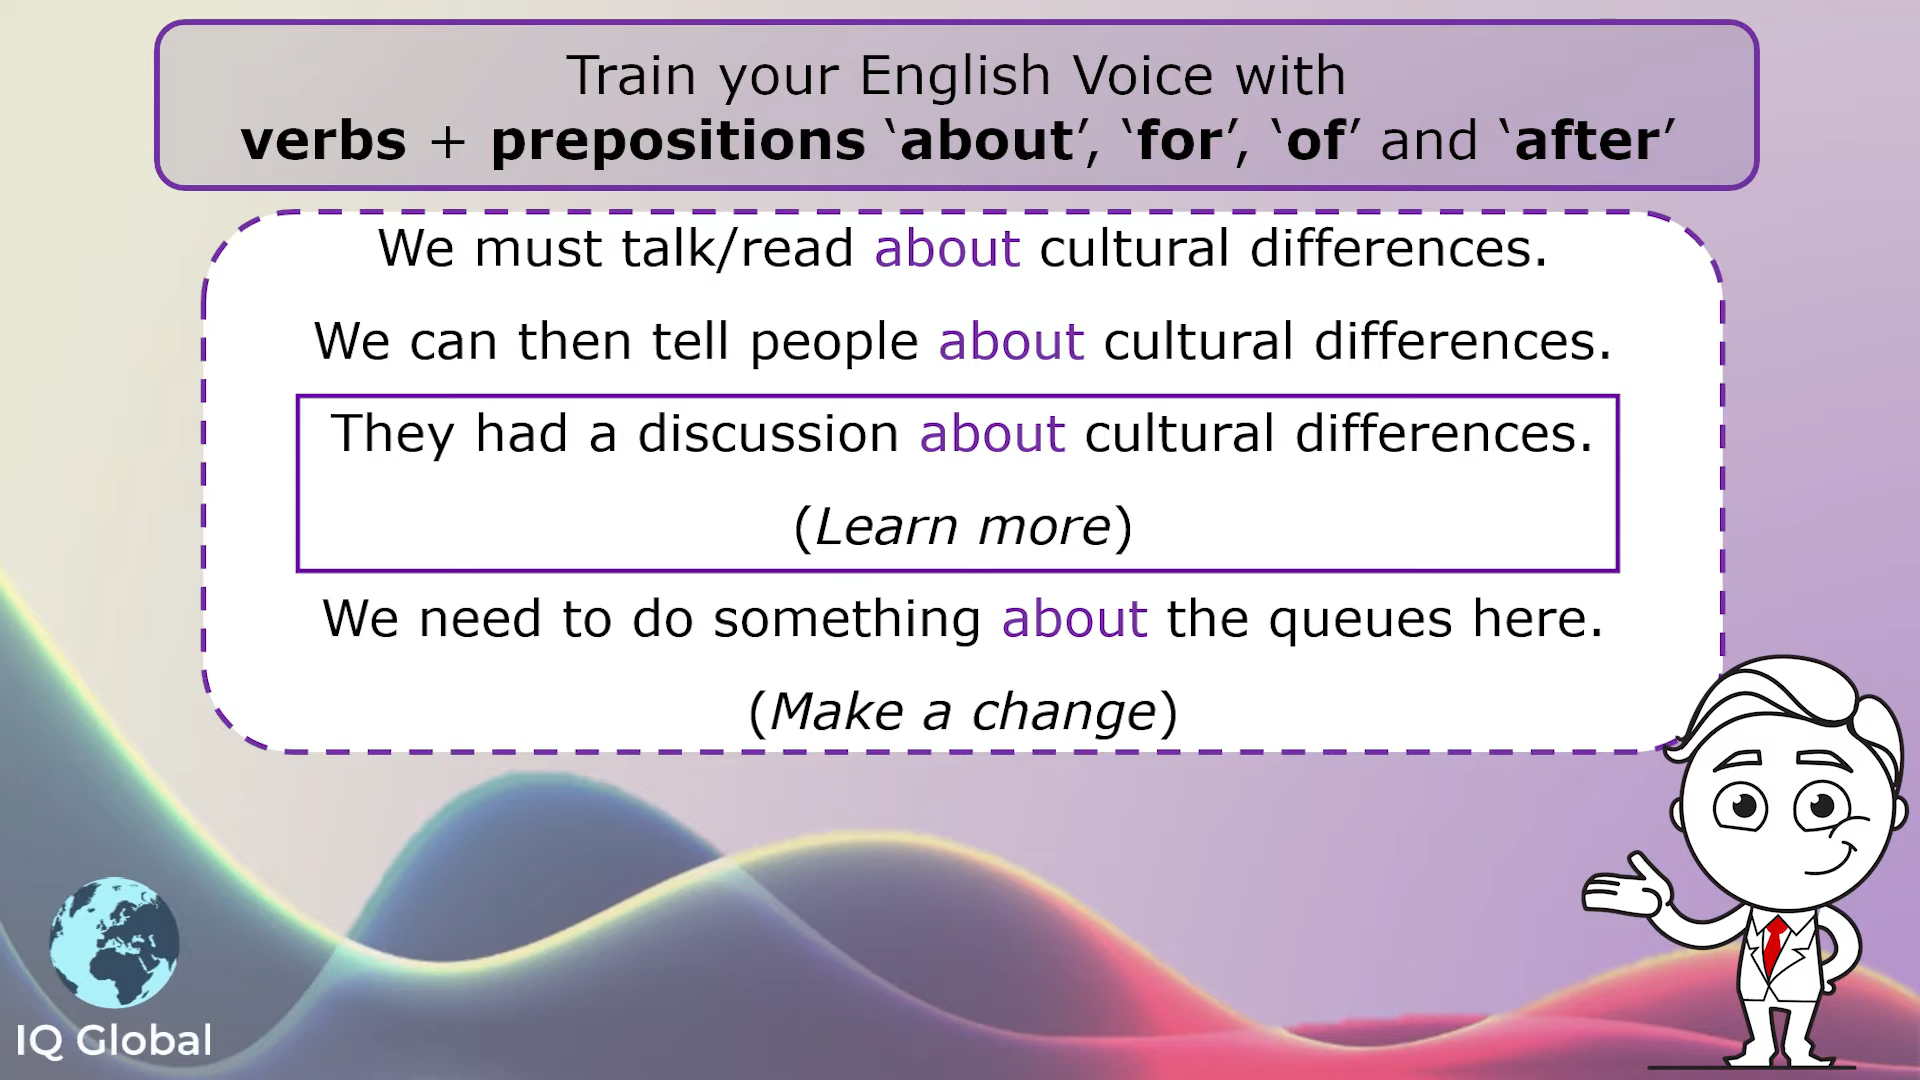 Train your English Voice with
verbs + prepositions ‘about’, ‘for’, ‘of’ and ‘after’
We must talk/read about cultural differences.
We can then tell people about cultural differences.
They had a discussion about cultural differences.
(Learn more)
We need to do something about the queues here.
(Make a change)
IQ Global